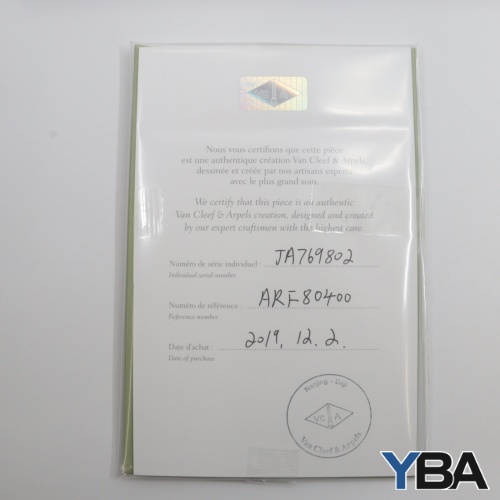 Nous vous certifions que cette pièce
est une authentique création Van Cleef & Arpels,
dessinée et créée par nos artisans experts
avec le plus grand soin.
We certify that this piece is an authentic
Van Cleef & Arpels creation, designed and created
by our expert craftsmen with the highest care.
Numéro de série individuel : JA769802
Individual serial number
Numéro de référence : ARF80400
Reference number
Date d'achat : 2019. 12. 2.
Date of purchase
Nanjing - Deji
VC A
Van Cleef & Arpels
YBA